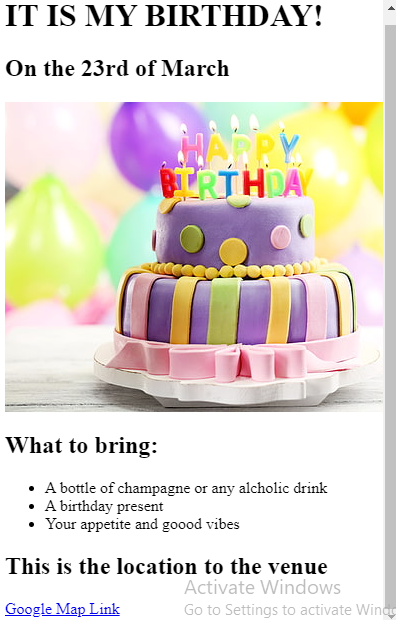 IT IS MY BIRTHDAY!
On the 23rd of March
HAPPY
BIRTHDAY
What to bring:
A bottle of champagne or any alcholic drink
A birthday present
Your appetite and goood vibes
This is the location to the venue
Activate Windows
Google Map Link
Go to Settings to activate Wind